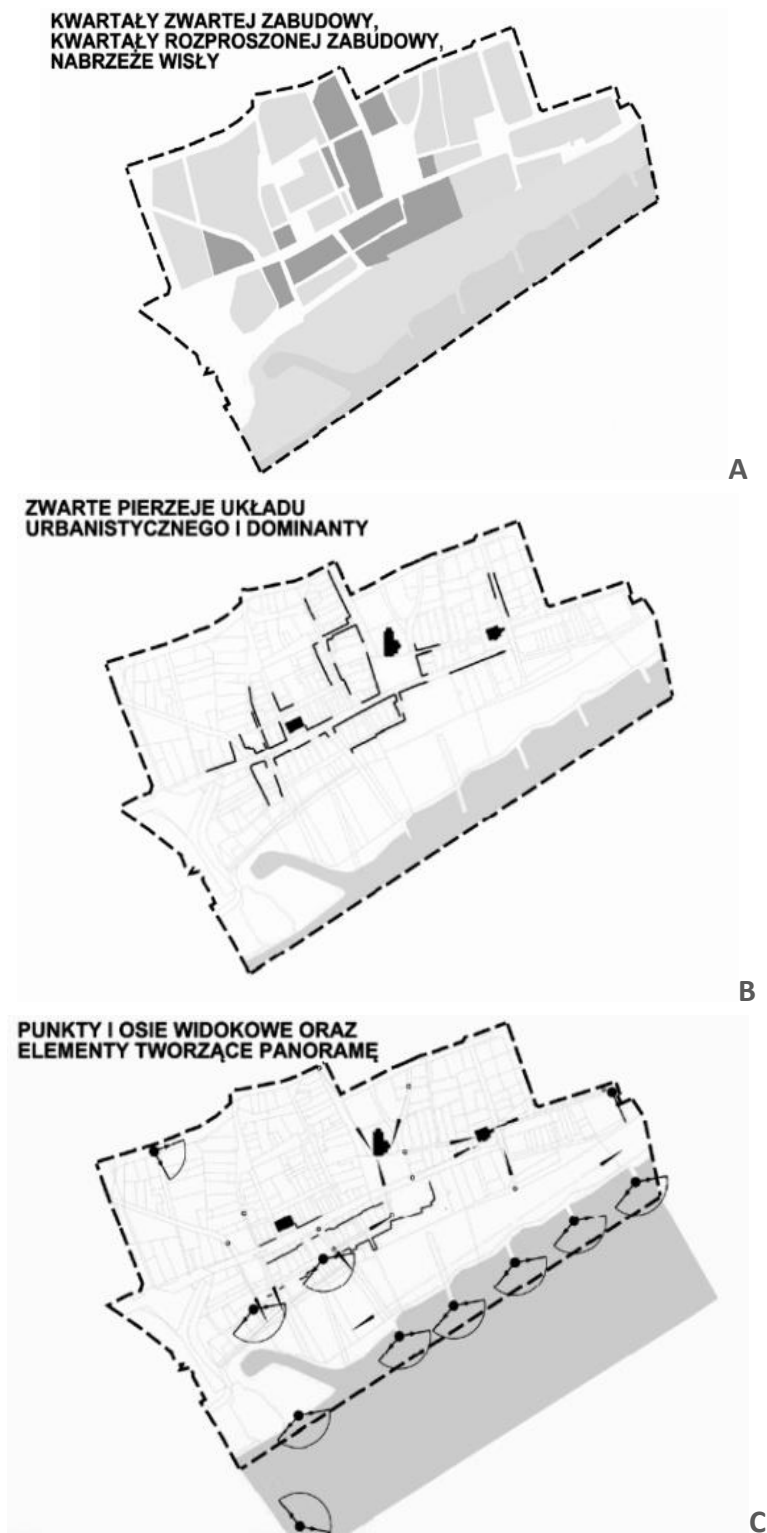 KWARTAŁY ZWARTEJ ZABUDOWY,
KWARTAŁY ROZPROSZONEJ ZABUDOWY,
NABRZEŻE WISŁY
A
ZWARTE PIERZEJE UKŁADU
URBANISTYCZNEGO I DOMINANTY
B
PUNKTY I OSIE WIDOKOWE ORAZ
ELEMENTY TWORZĄCE PANORAMĘ
C